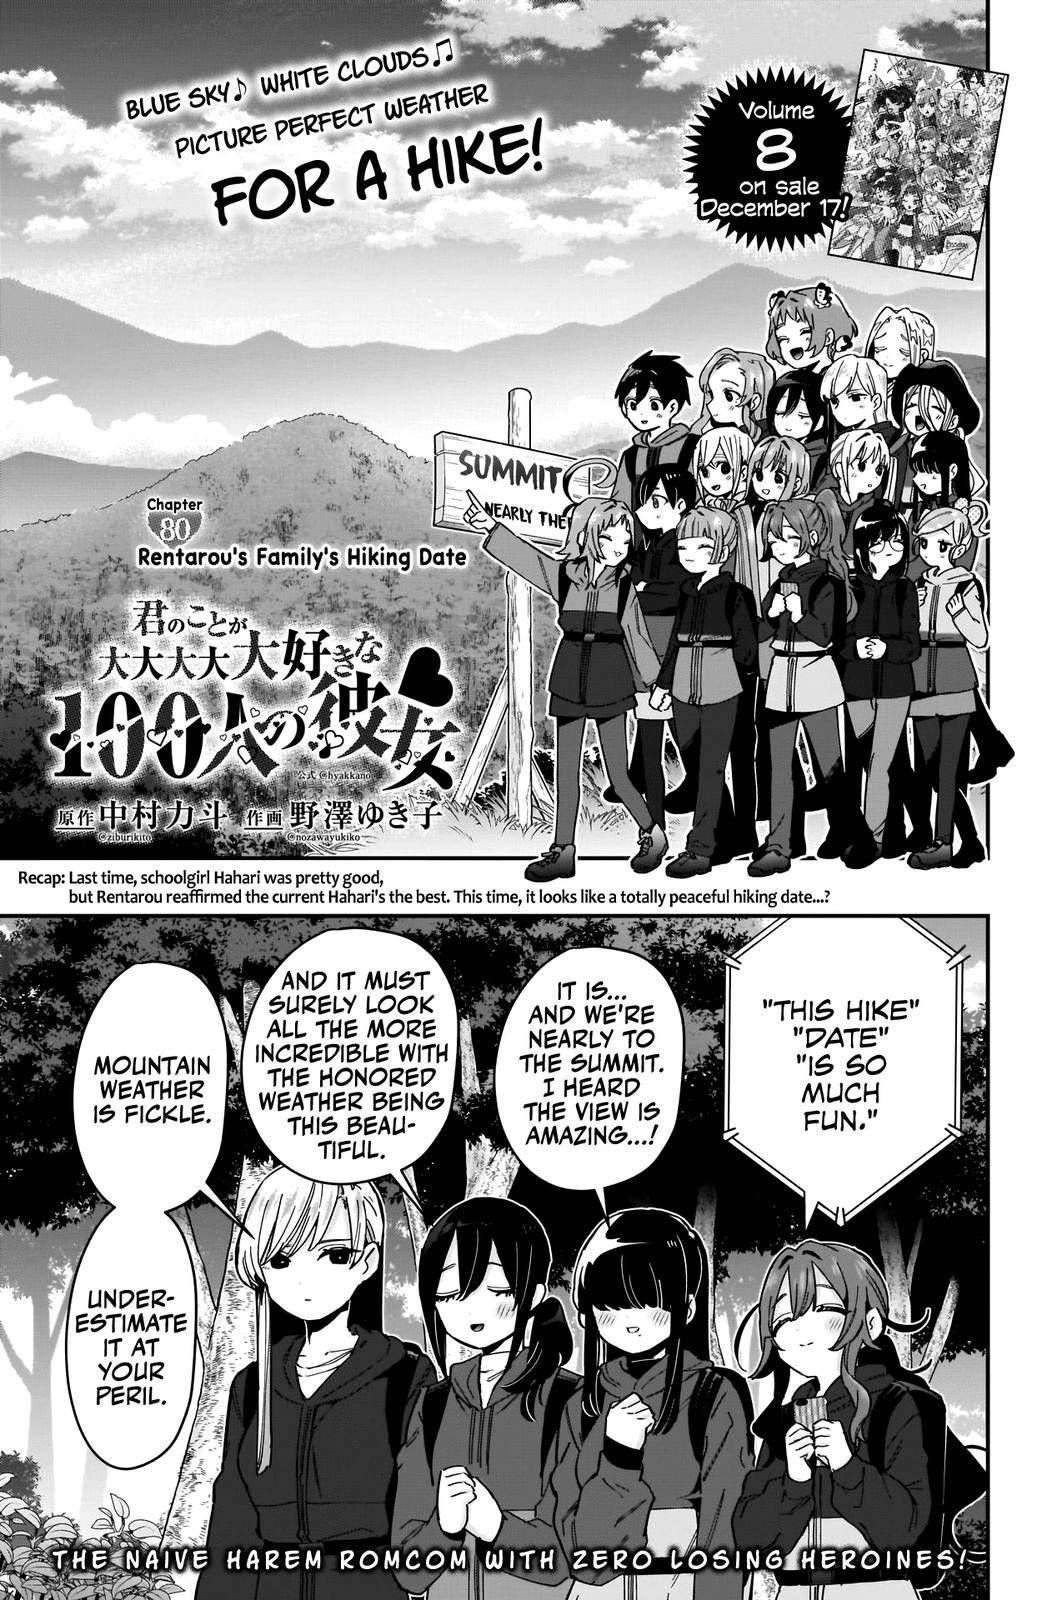 BLUE SKY♪ WHITE CLOUDS♫
PICTURE PERFECT WEATHER
FOR A HIKE!
Volume
8
on sale
December 17!
SUMMIT
NEARLY THE
Chapter
80
Rentarou's Family's Hiking Date
君のことが
大大大大大好きな
100人の彼女
公式 @hyakkano
原作 中村力斗 作画 野澤ゆき子
@ziburikito @nozawayukiko
Recap: Last time, schoolgirl Hahari was pretty good,
but Rentarou reaffirmed the current Hahari's the best. This time, it looks like a totally peaceful hiking date...?
"THIS HIKE"
"DATE"
"IS SO
MUCH
FUN."
IT IS...
AND WE'RE
NEARLY TO
THE SUMMIT.
I HEARD
THE VIEW IS
AMAZING...!
AND IT MUST
SURELY LOOK
ALL THE MORE
INCREDIBLE WITH
THE HONORED
WEATHER BEING
THIS BEAU-
TIFUL.
MOUNTAIN
WEATHER
IS FICKLE.
UNDER-
ESTIMATE
IT AT
YOUR
PERIL.
THE NAIVE HAREM ROMCOM WITH ZERO LOSING HEROINES!